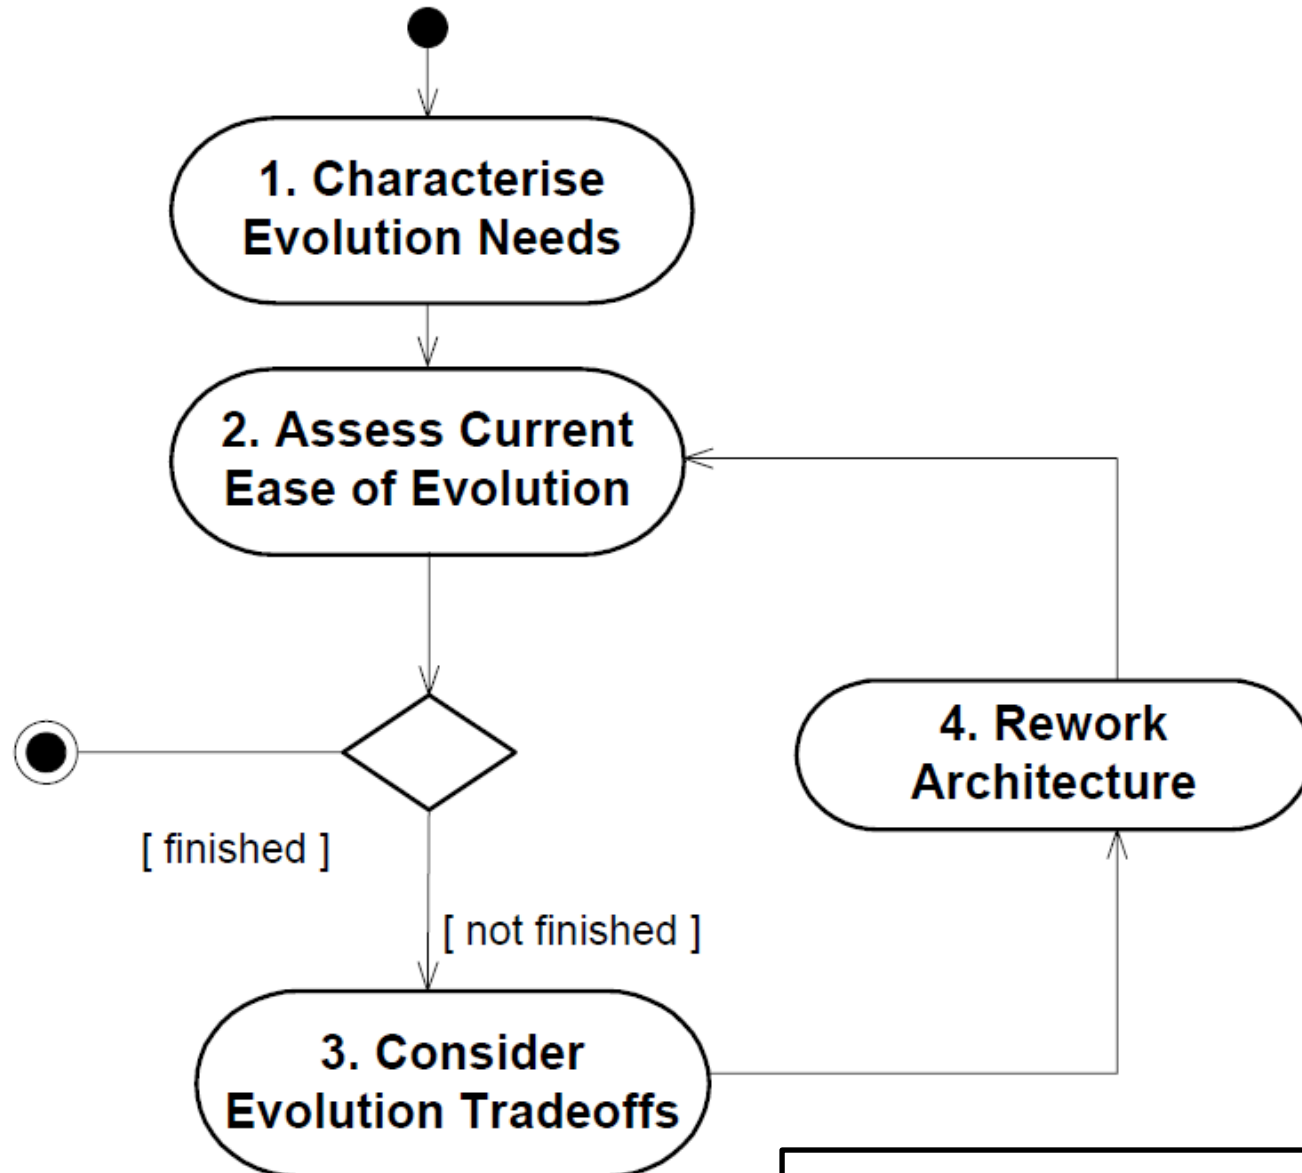 1. Characterise
Evolution Needs
2. Assess Current
Ease of Evolution
4. Rework
Architecture
[ finished ]
[ not finished ]
3. Consider
Evolution Tradeoffs